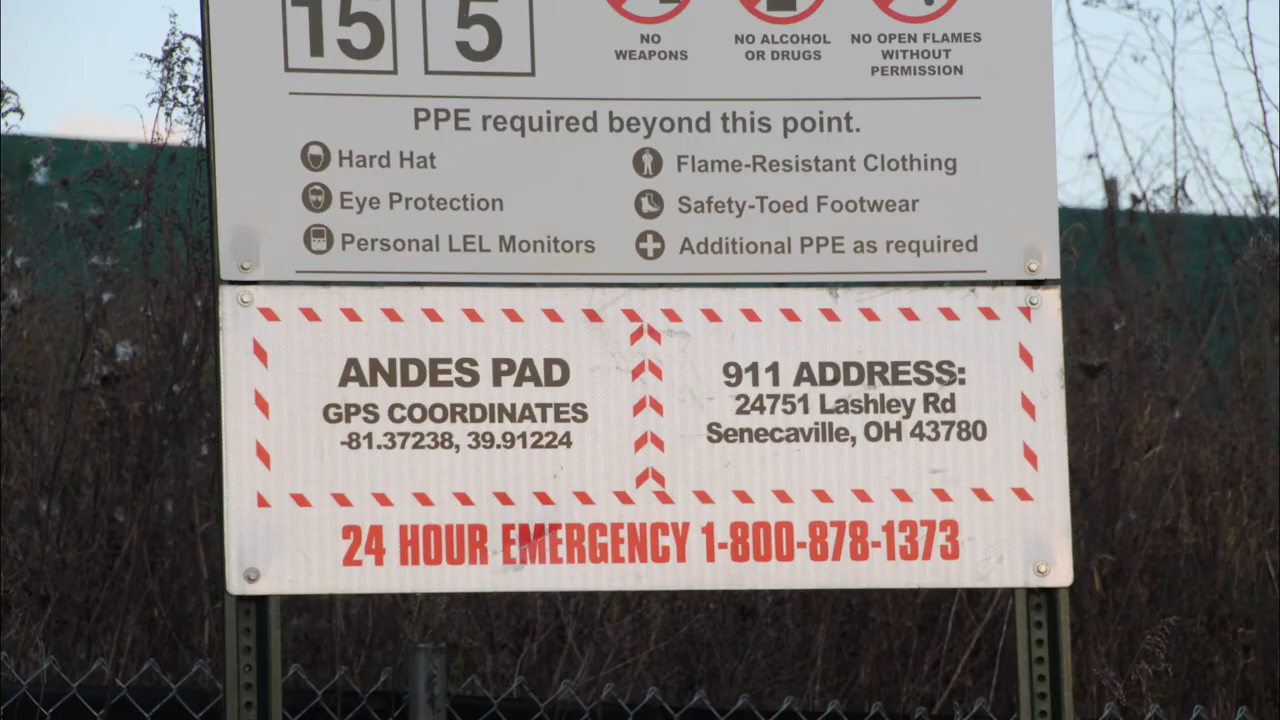 15 5
NO WEAPONS
NO ALCOHOL OR DRUGS
NO OPEN FLAMES WITHOUT PERMISSION
PPE required beyond this point.
Hard Hat
Eye Protection
Personal LEL Monitors
Flame-Resistant Clothing
Safety-Toed Footwear
Additional PPE as required
ANDES PAD
GPS COORDINATES
-81.37238, 39.91224
911 ADDRESS:
24751 Lashley Rd
Senecaville, OH 43780
24 HOUR EMERGENCY 1-800-878-1373